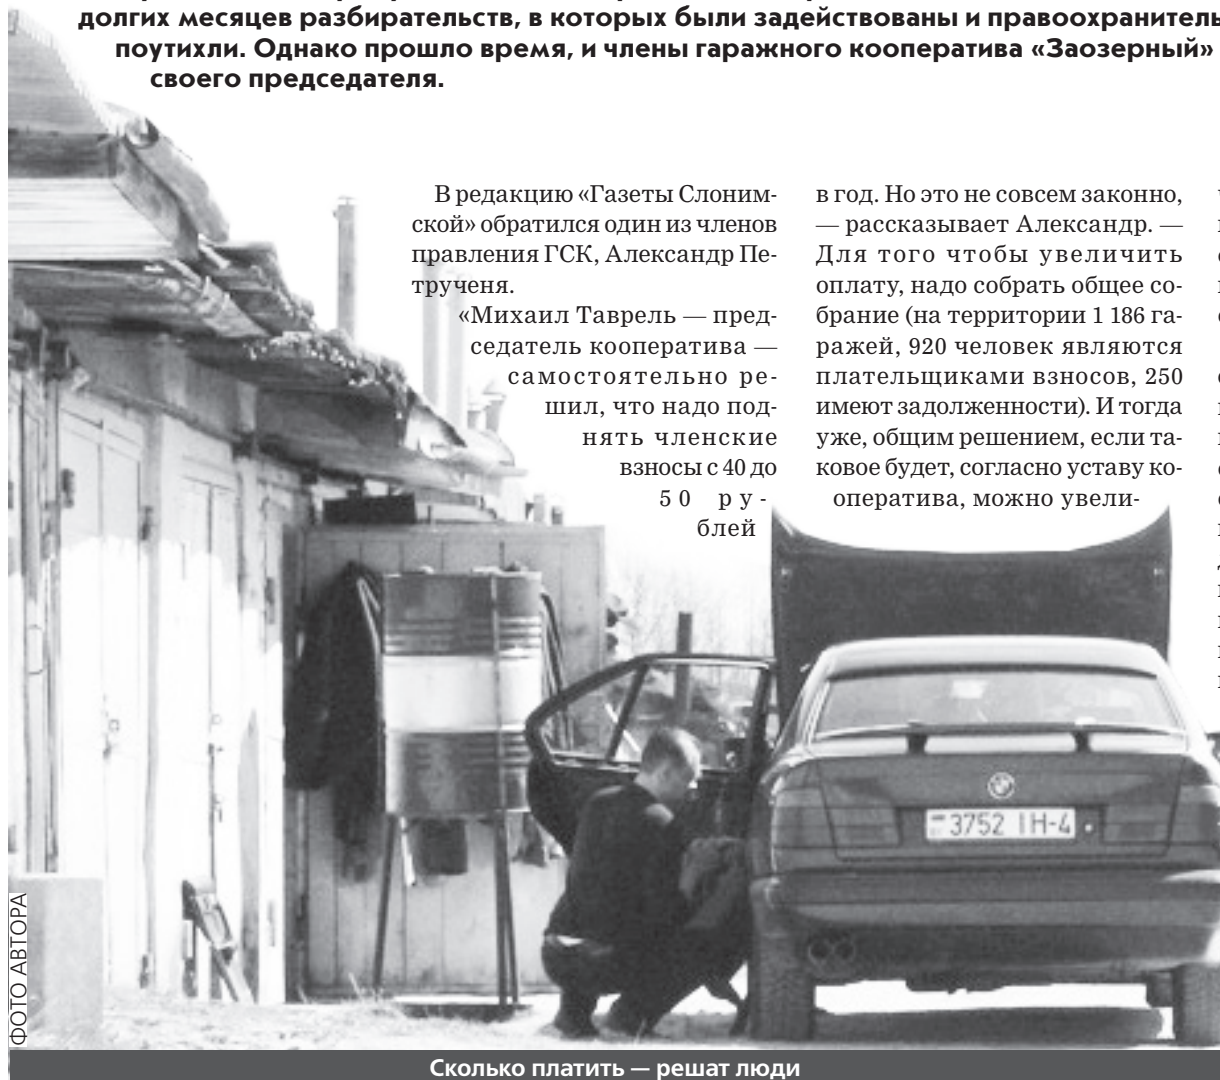 долгих месяцев разбирательств, в которых были задействованы и правоохранитель
поутихли. Однако прошло время, и члены гаражного кооператива «Заозерный»
своего председателя.
В редакцию «Газеты Слоним-
ской» обратился один из членов
правления ГСК, Александр Пе-
трученя.
«Михаил Таврель — пред-
седатель кооператива —
самостоятельно ре-
шил, что надо под-
нять членские
взносы с 40 до
50 ру-
блей
в год. Но это не совсем законно,
— рассказывает Александр. —
Для того чтобы увеличить
оплату, надо собрать общее со-
брание (на территории 1 186 га-
ражей, 920 человек являются
плательщиками взносов, 250
имеют задолженности). И тогда
уже, общим решением, если та-
ковое будет, согласно уставу ко-
оператива, можно увели-
3752 IH-4
ФОТО АВТОРА
Сколько платить — решат люди